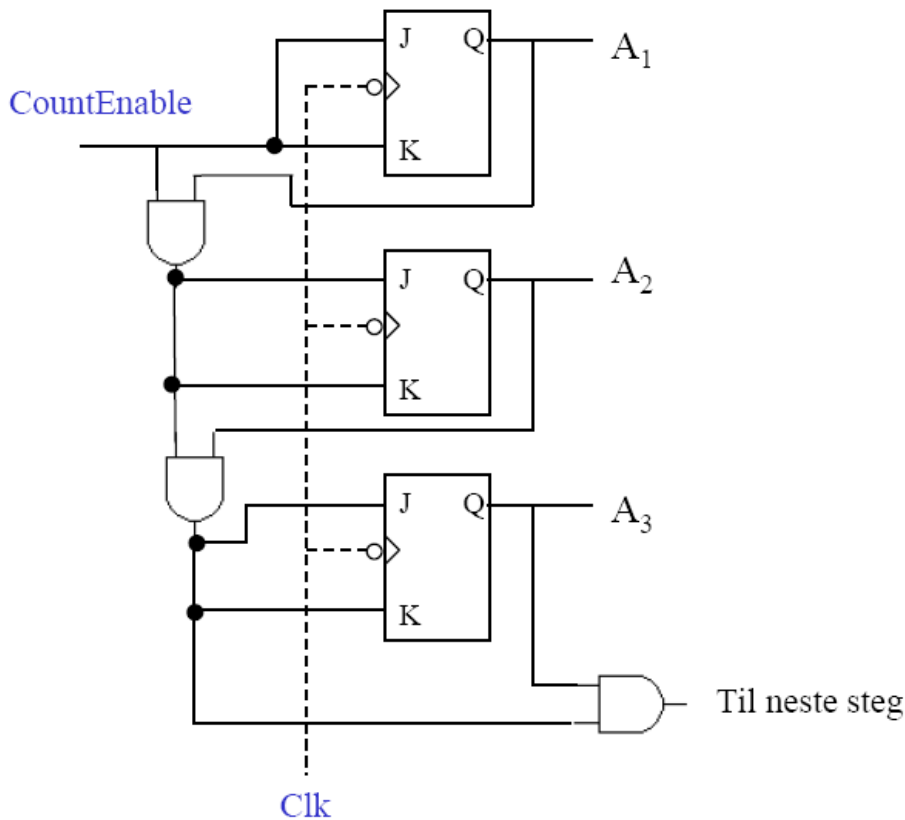 J Q A1
CountEnable
K
J Q A2
K
J Q A3
K
Til neste steg
Clk